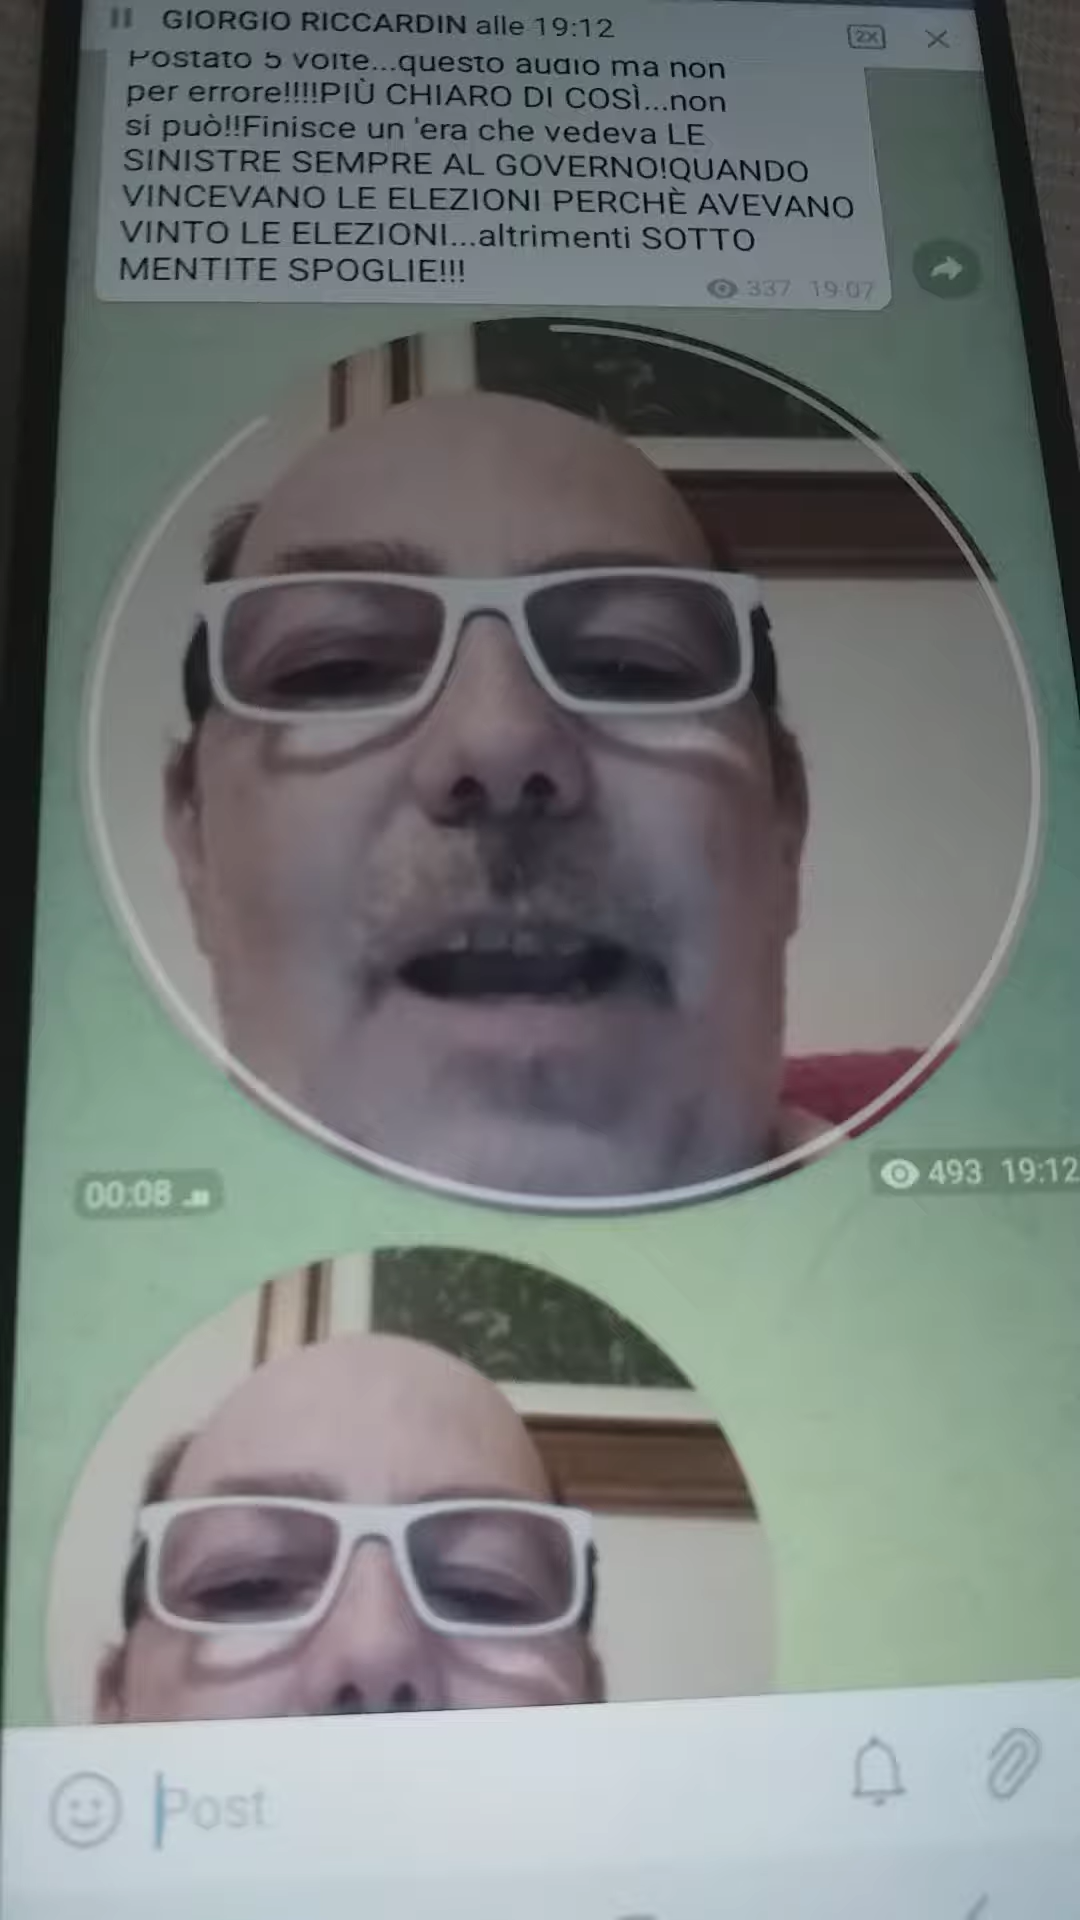 GIORGIO RICCARDIN alle 19:12
2X
Postato 5 volte...questo audio ma non
per errore!!!!PIÙ CHIARO DI COSÌ...non
si può!!Finisce un 'era che vedeva LE
SINISTRE SEMPRE AL GOVERNO!QUANDO
VINCEVANO LE ELEZIONI PERCHÈ AVEVANO
VINTO LE ELEZIONI...altrimenti SOTTO
MENTITE SPOGLIE!!!
337 19:07
00:08
493 19:12
Post